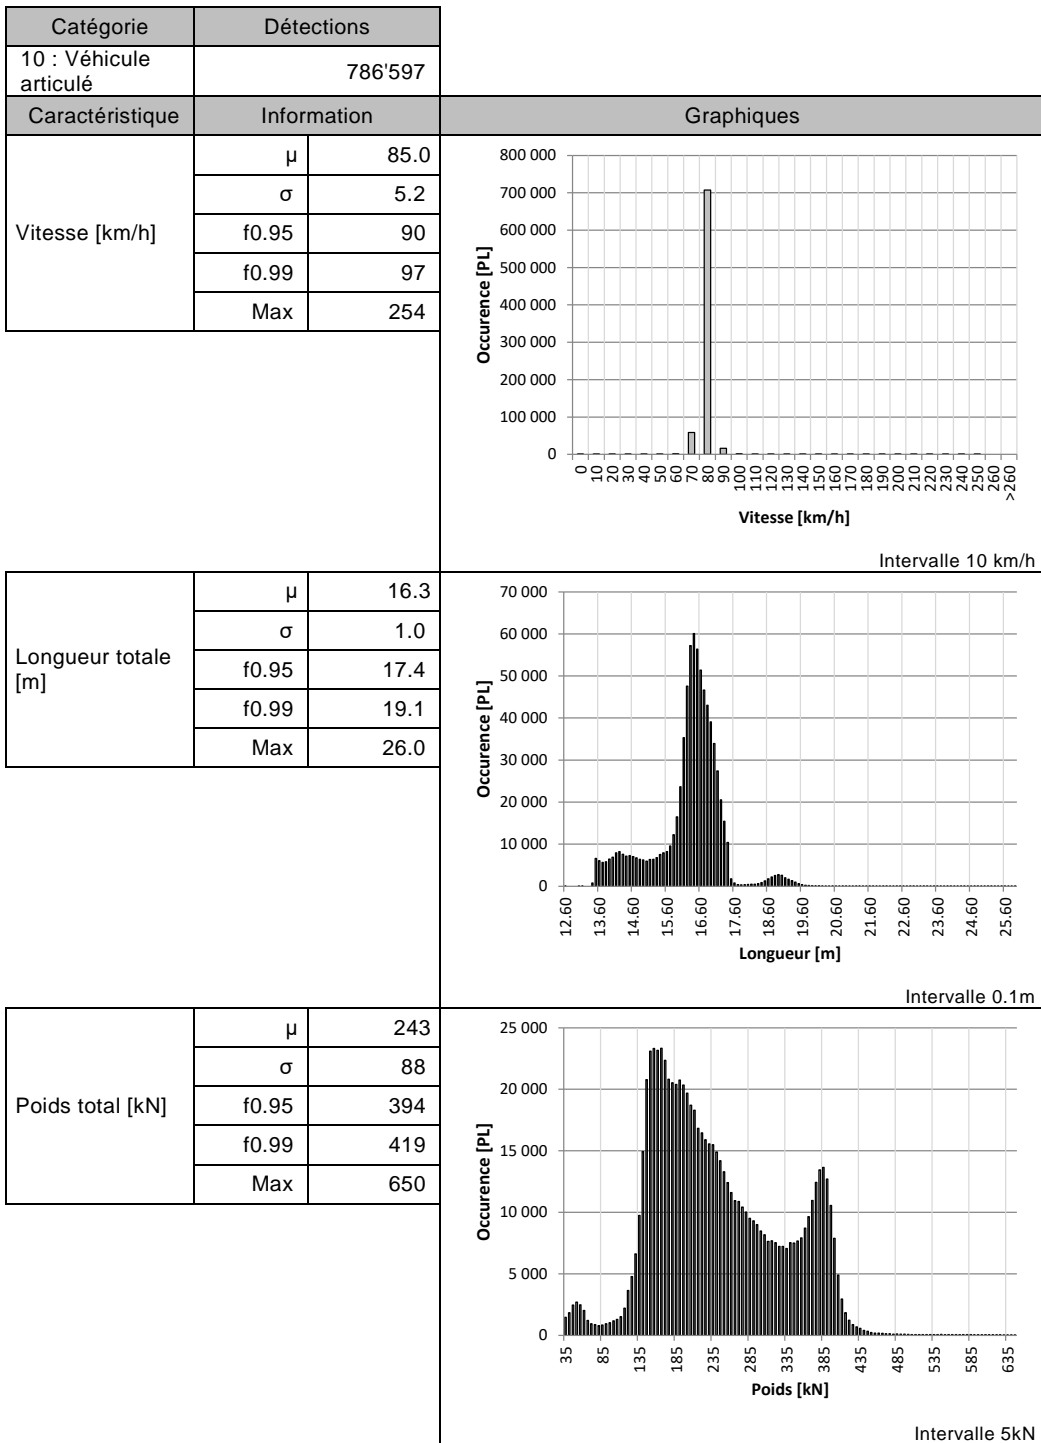 Catégorie Détections
10 : Véhicule
articulé
786'597
Caractéristique Information Graphiques
Vitesse [km/h]
µ 85.0
σ 5.2
f0.95 90
f0.99 97
Max 254
800 000
700 000
600 000
500 000
400 000
300 000
200 000
100 000
0
Occurence [PL]
0 10 20 30 40 50 60 70 80 90 100 110 120 130 140 150 160 170 180 190 200 210 220 230 240 250 260 >260
Vitesse [km/h]
Intervalle 10 km/h
Longueur totale
[m]
µ 16.3
σ 1.0
f0.95 17.4
f0.99 19.1
Max 26.0
70 000
60 000
50 000
40 000
30 000
20 000
10 000
0
Occurence [PL]
12.60 13.60 14.60 15.60 16.60 17.60 18.60 19.60 20.60 21.60 22.60 23.60 24.60 25.60
Longueur [m]
Intervalle 0.1m
Poids total [kN]
µ 243
σ 88
f0.95 394
f0.99 419
Max 650
25 000
20 000
15 000
10 000
5 000
0
Occurence [PL]
35 85 135 185 235 285 335 385 435 485 535 585 635
Poids [kN]
Intervalle 5kN